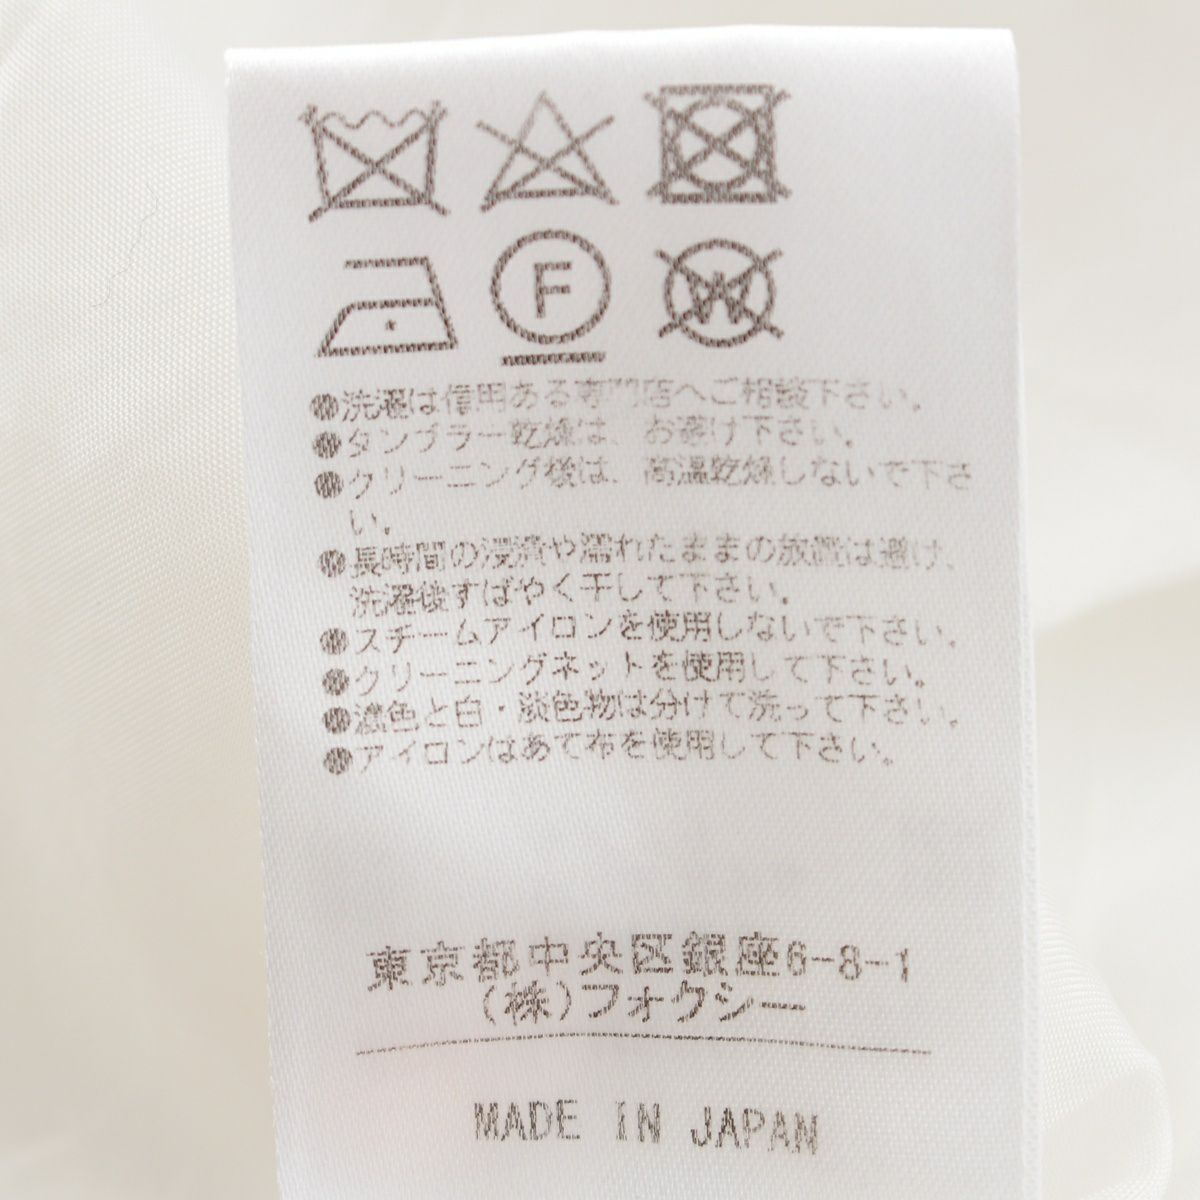 F
W
●洗濯は信用ある専門店へご相談下さい。
●タンブラー乾燥は、お避け下さい。
●クリーニング後は、高温乾燥しないで下さ
い。
●長時間の浸漬や濡れたままの放置は避け、
洗濯後すばやく干して下さい。
●スチームアイロンを使用しないで下さい。
●クリーニングネットを使用して下さい。
●濃色と白・淡色物は分けて洗って下さい。
●アイロンはあて布を使用して下さい。
東京都中央区銀座6-8-1
(株)フォクシー
MADE IN JAPAN